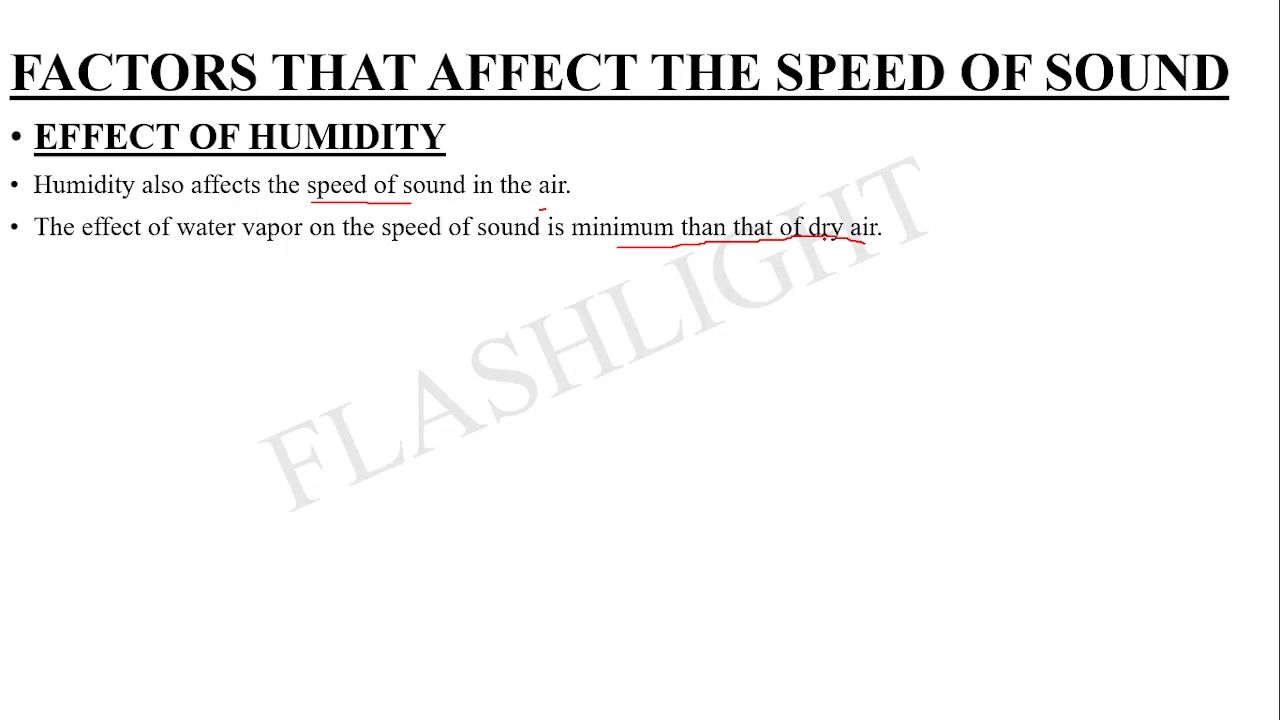 FACTORS THAT AFFECT THE SPEED OF SOUND
• EFFECT OF HUMIDITY
• Humidity also affects the speed of sound in the air.
• The effect of water vapor on the speed of sound is minimum than that of dry air.
FLASHLIGHT